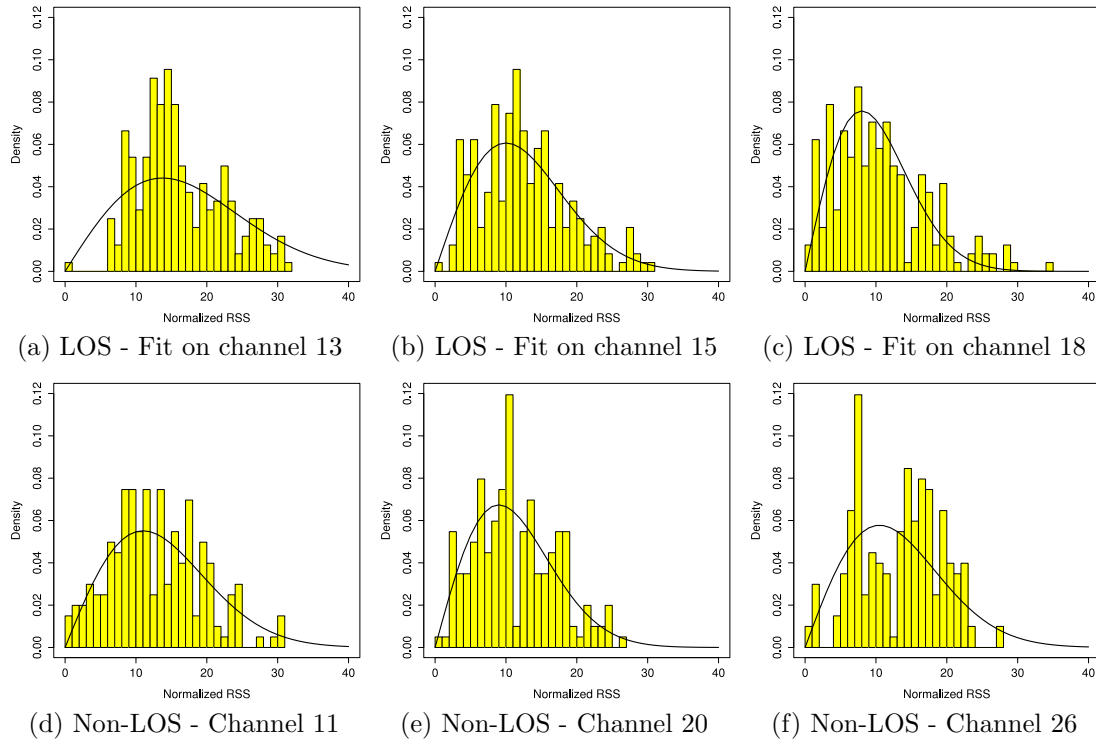 0.12
0.10
0.08
0.06
0.04
0.02
0.00
Density
0 10 20 30 40
Normalized RSS
(a) LOS - Fit on channel 13
0.12
0.10
0.08
0.06
0.04
0.02
0.00
Density
0 10 20 30 40
Normalized RSS
(b) LOS - Fit on channel 15
0.12
0.10
0.08
0.06
0.04
0.02
0.00
Density
0 10 20 30 40
Normalized RSS
(c) LOS - Fit on channel 18
0.12
0.10
0.08
0.06
0.04
0.02
0.00
Density
0 10 20 30 40
Normalized RSS
(d) Non-LOS - Channel 11
0.12
0.10
0.08
0.06
0.04
0.02
0.00
Density
0 10 20 30 40
Normalized RSS
(e) Non-LOS - Channel 20
0.12
0.10
0.08
0.06
0.04
0.02
0.00
Density
0 10 20 30 40
Normalized RSS
(f) Non-LOS - Channel 26